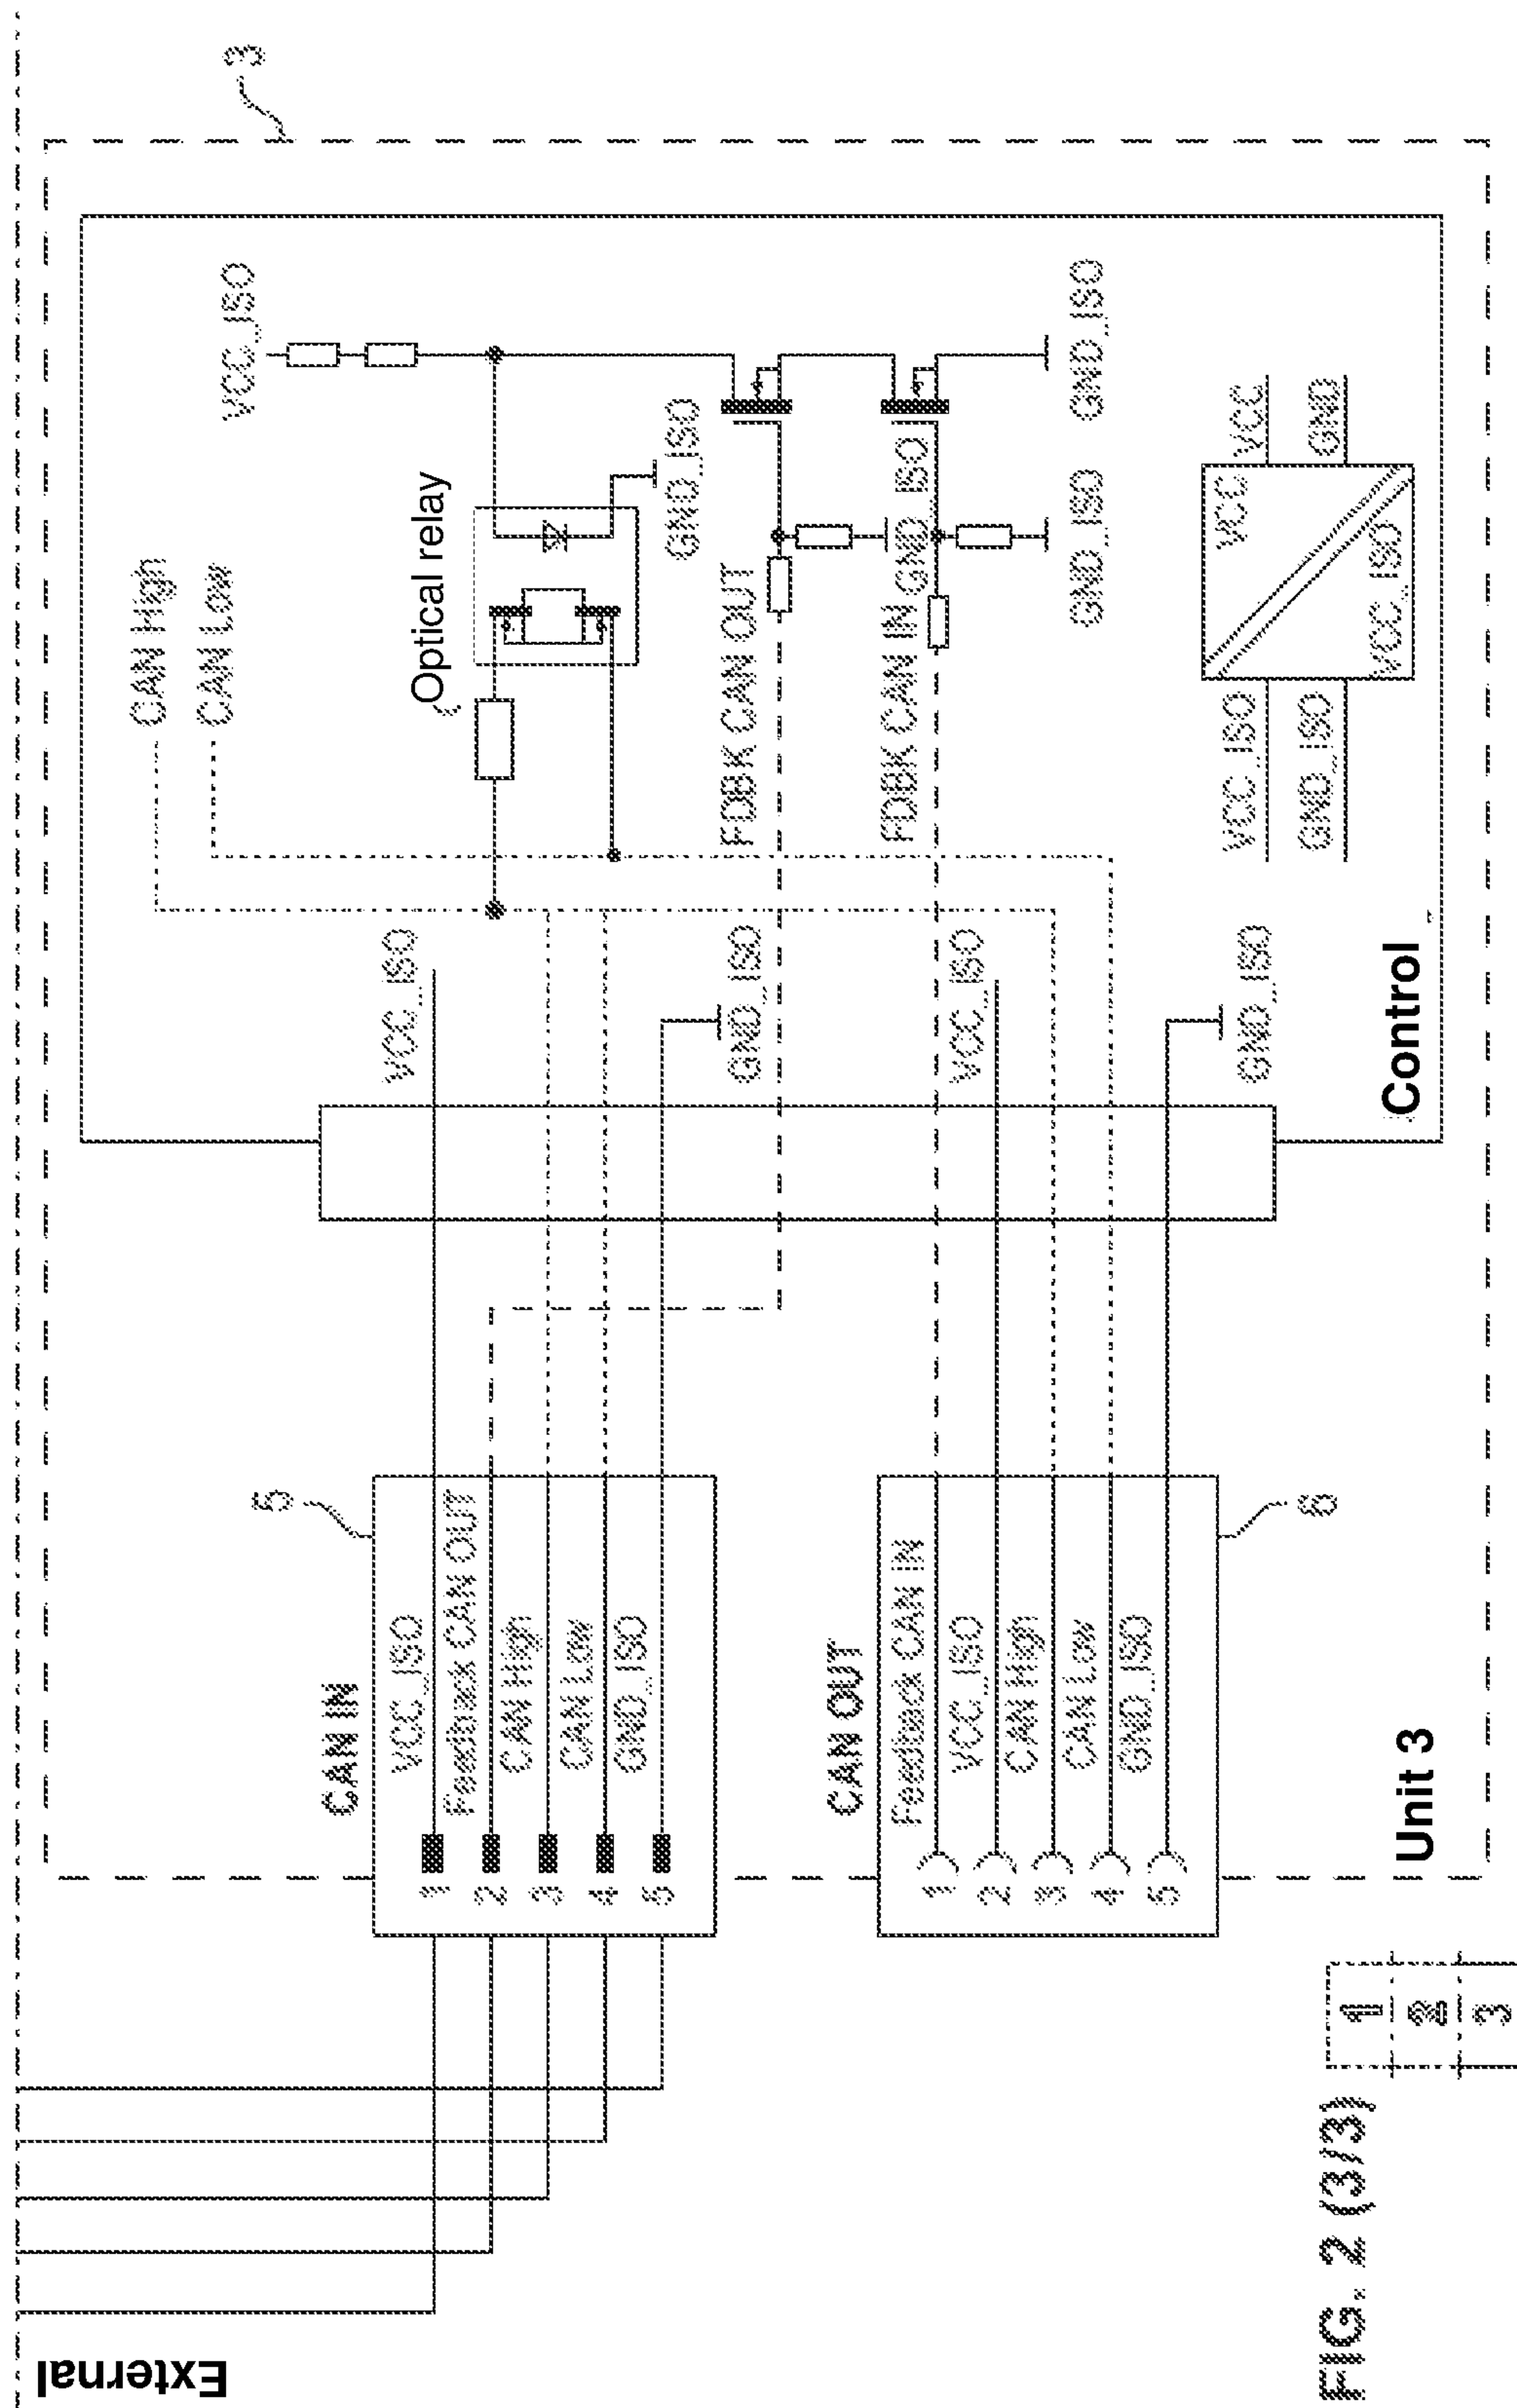 External
3
CAN High
CAN Low
VCC_ISO
Optical relay
GND_ISO
VCC_ISO
5
CAN IN
1 VCC_ISO
2 Feedback CAN OUT
3 CAN High
4 CAN Low
5 GND_ISO
GND_ISO
FDBK CAN OUT
GND_ISO
FDBK CAN IN
GND_ISO
GND_ISO
CAN OUT
1 Feedback CAN IN
2 VCC_ISO
3 CAN High
4 CAN Low
5 GND_ISO
VCC_ISO
GND_ISO
6
VCC_ISO
GND_ISO
VCC
VCC_ISO
VCC
GND
Control
Unit 3
FIG. 2 (3/3)
1
2
3